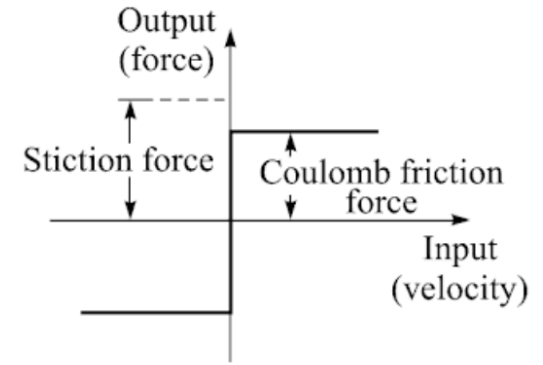 Output
(force)
Stiction force
Coulomb friction
force
Input
(velocity)